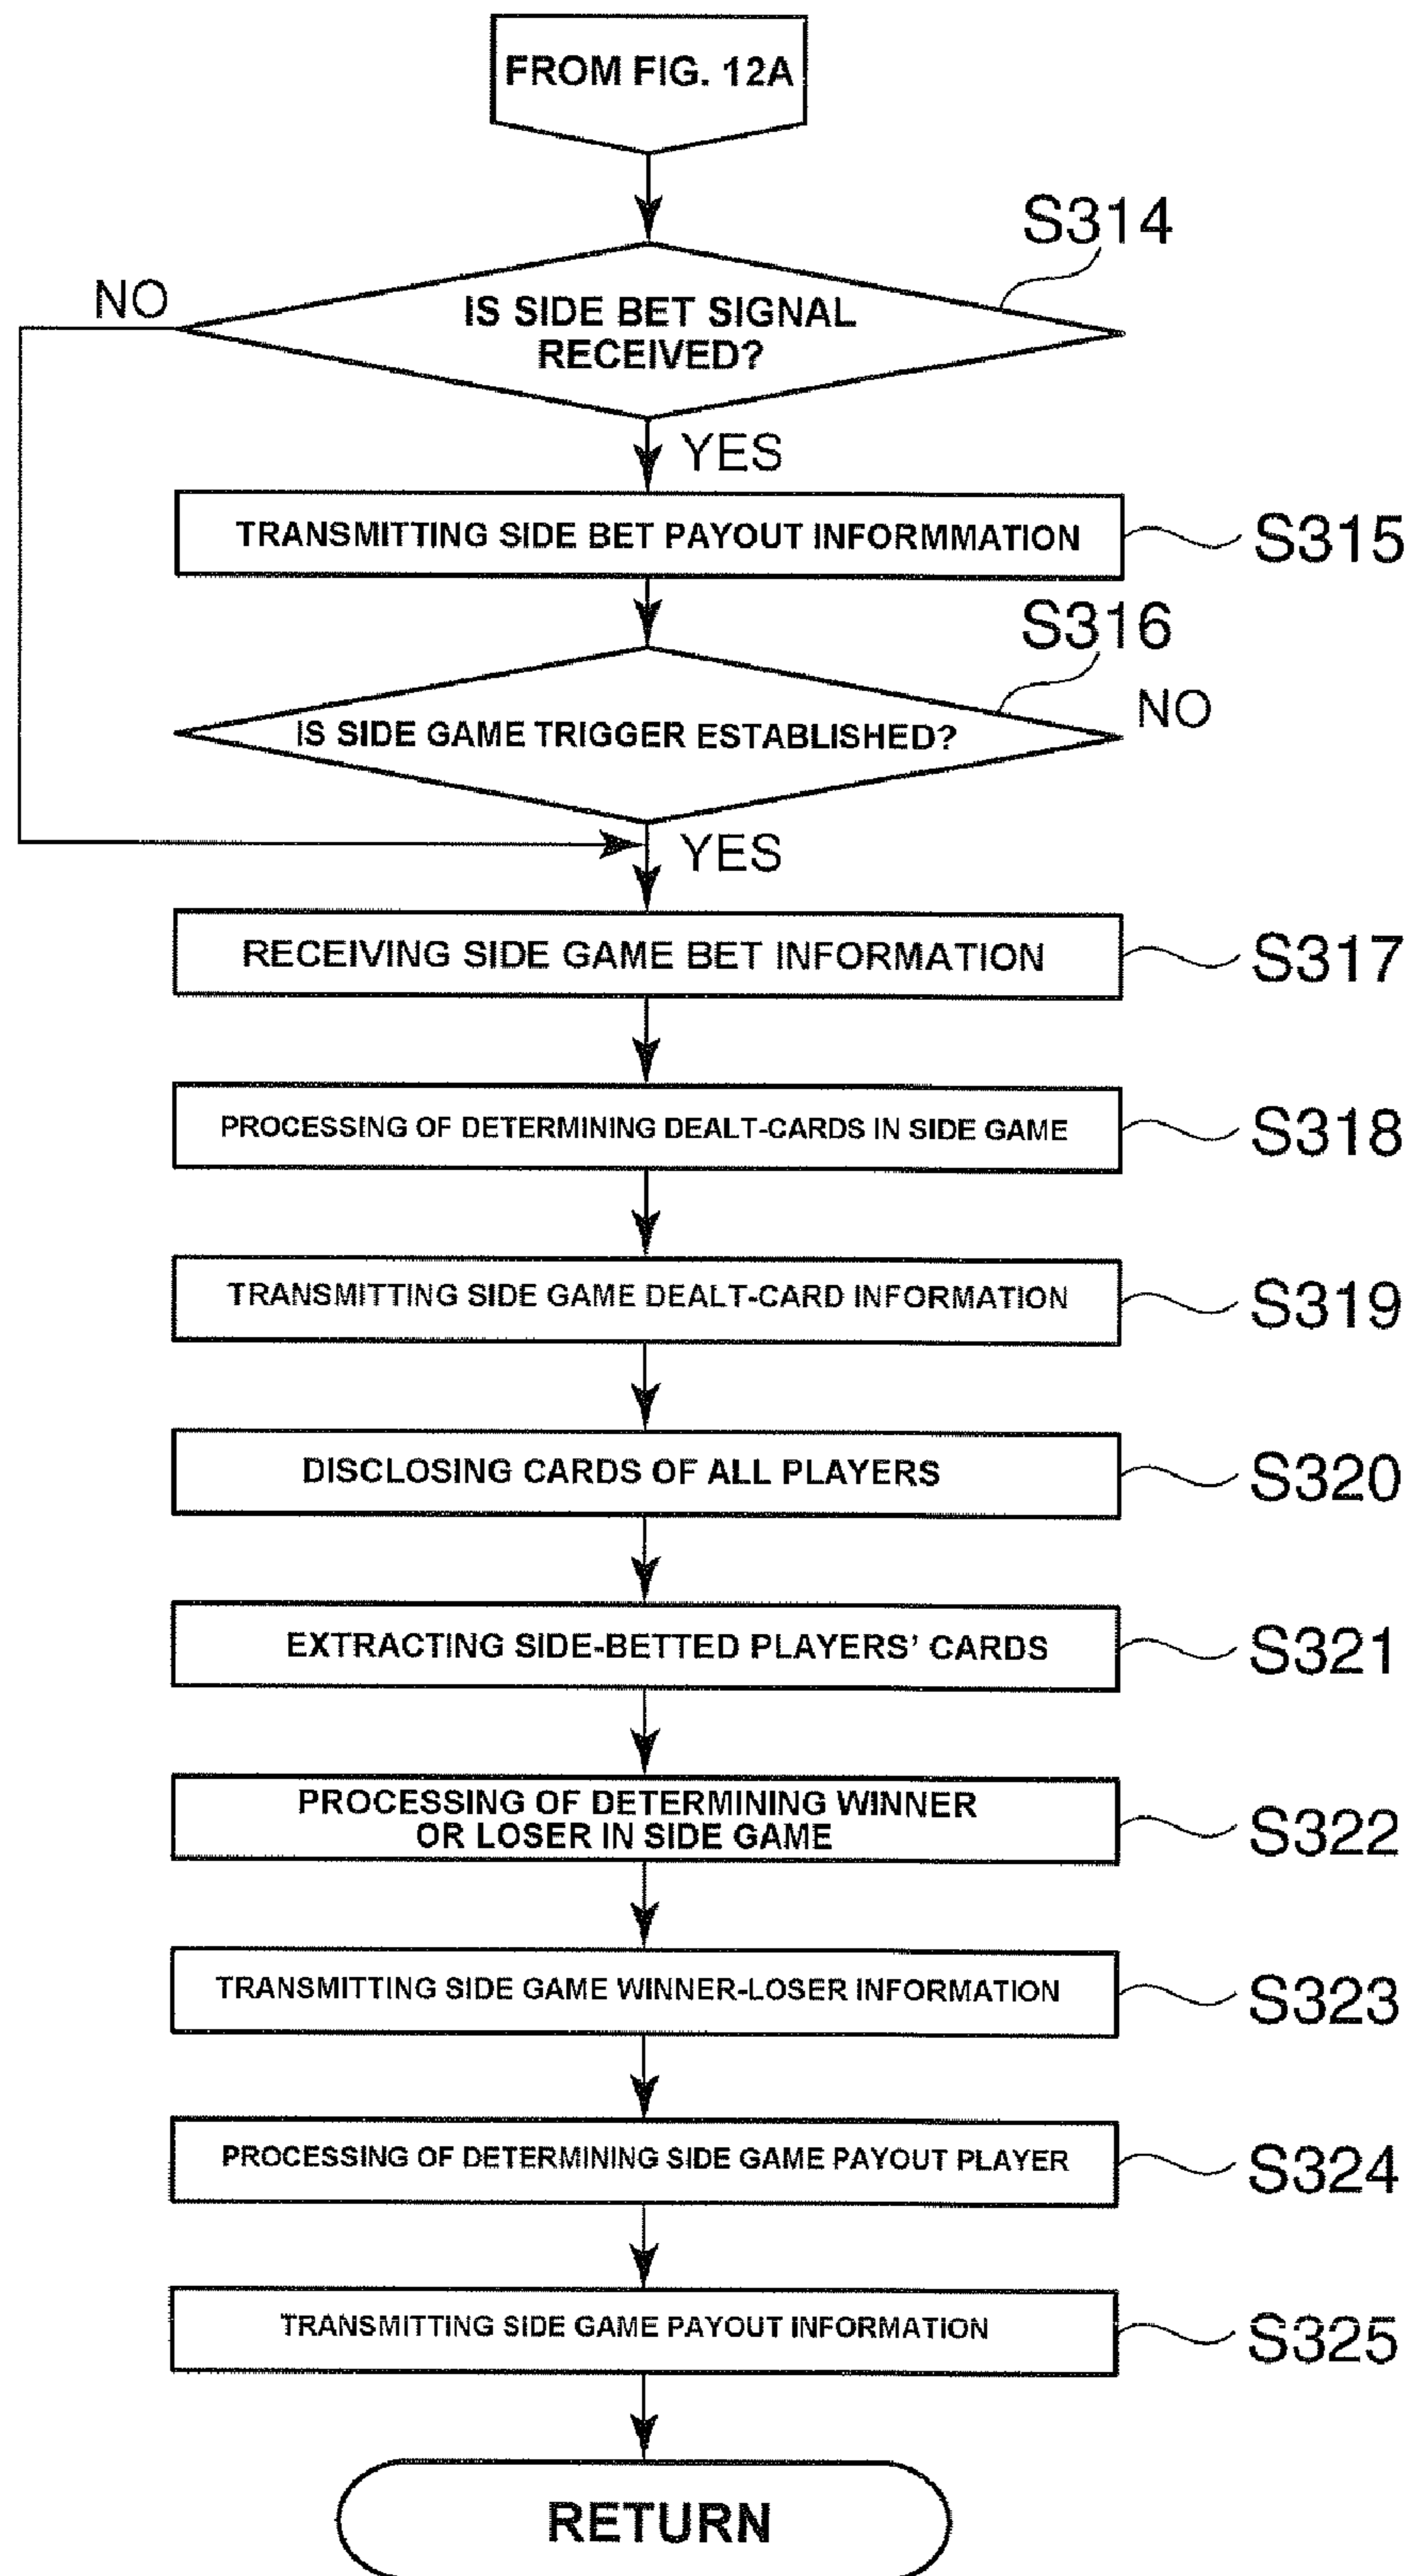 FROM FIG. 12A
S314
NO
IS SIDE BET SIGNAL
RECEIVED?
YES
TRANSMITTING SIDE BET PAYOUT INFORMMATION
S315
S316
NO
IS SIDE GAME TRIGGER ESTABLISHED?
YES
RECEIVING SIDE GAME BET INFORMATION
S317
PROCESSING OF DETERMINING DEALT-CARDS IN SIDE GAME
S318
TRANSMITTING SIDE GAME DEALT-CARD INFORMATION
S319
DISCLOSING CARDS OF ALL PLAYERS
S320
EXTRACTING SIDE-BETTED PLAYERS' CARDS
S321
PROCESSING OF DETERMINING WINNER
OR LOSER IN SIDE GAME
S322
TRANSMITTING SIDE GAME WINNER-LOSER INFORMATION
S323
PROCESSING OF DETERMINING SIDE GAME PAYOUT PLAYER
S324
TRANSMITTING SIDE GAME PAYOUT INFORMATION
S325
RETURN